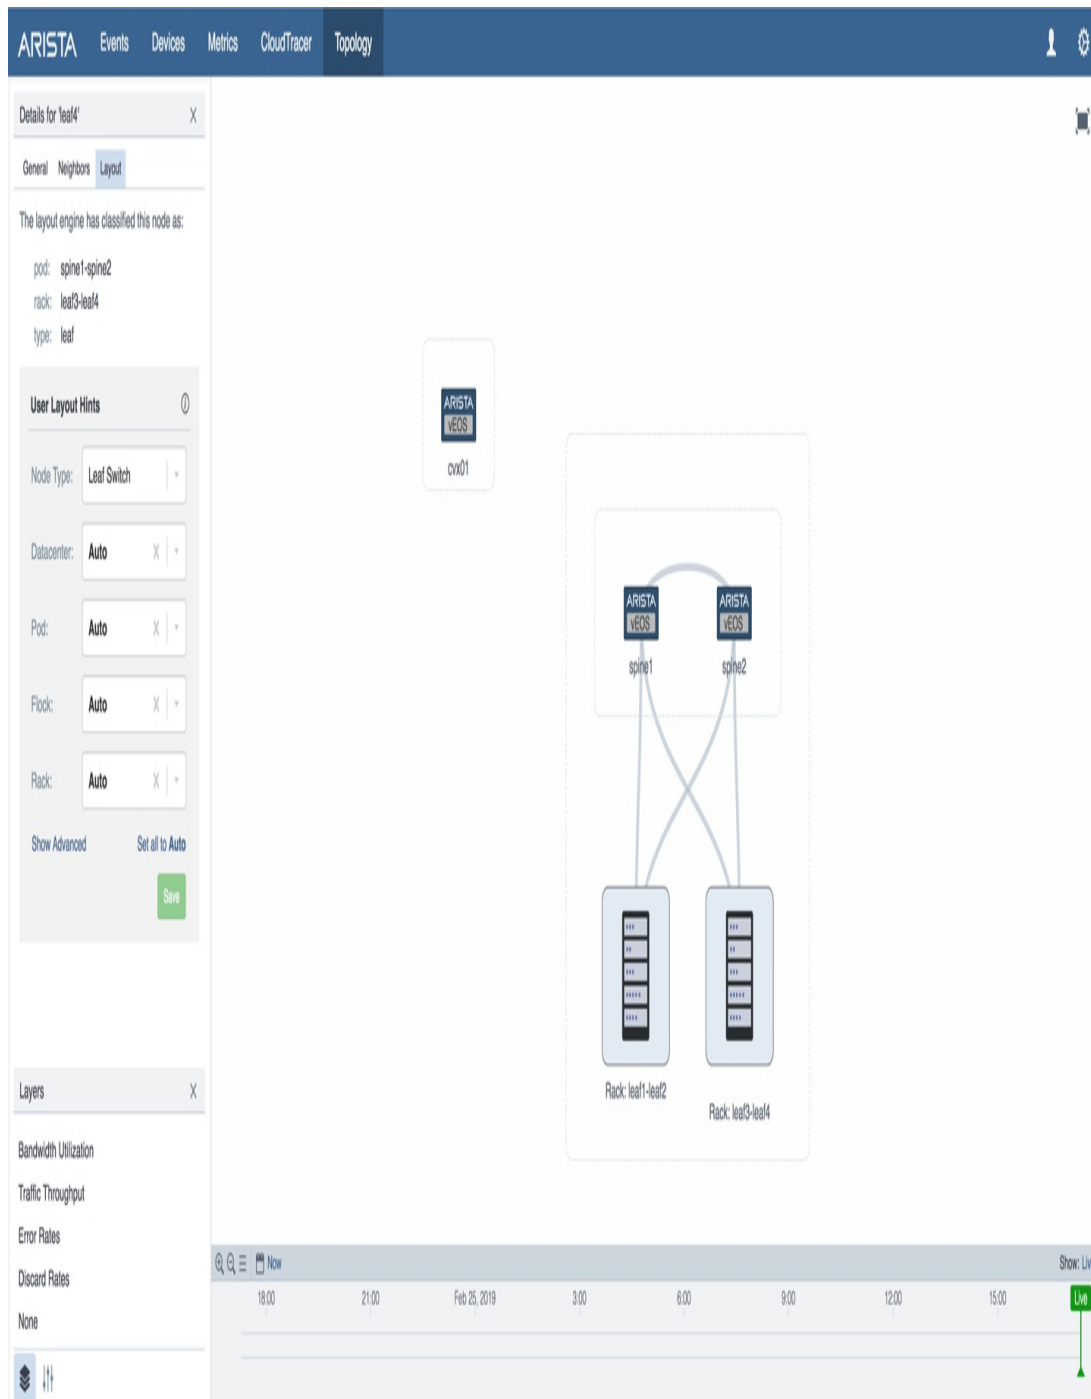 ARISTA Events Devices Metrics CloudTracer Topology
Details for 'leaf4' X
General Neighbors Layout
The layout engine has classified this node as:
pod: spine1-spine2
rack: leaf3-leaf4
type: leaf
User Layout Hints
Node Type: Leaf Switch
Datacenter: Auto X
Pod: Auto X
Flock: Auto X
Rack: Auto X
Show Advanced Set all to Auto
Save
Layers X
Bandwidth Utilization
Traffic Throughput
Error Rates
Discard Rates
None
ARISTA
vEOS
cvx01
ARISTA ARISTA
vEOS vEOS
spine1 spine2
Rack: leaf1-leaf2
Rack: leaf3-leaf4
Now Show: Liv
18:00 21:00 Feb 25, 2019 3:00 6:00 9:00 12:00 15:00 Live